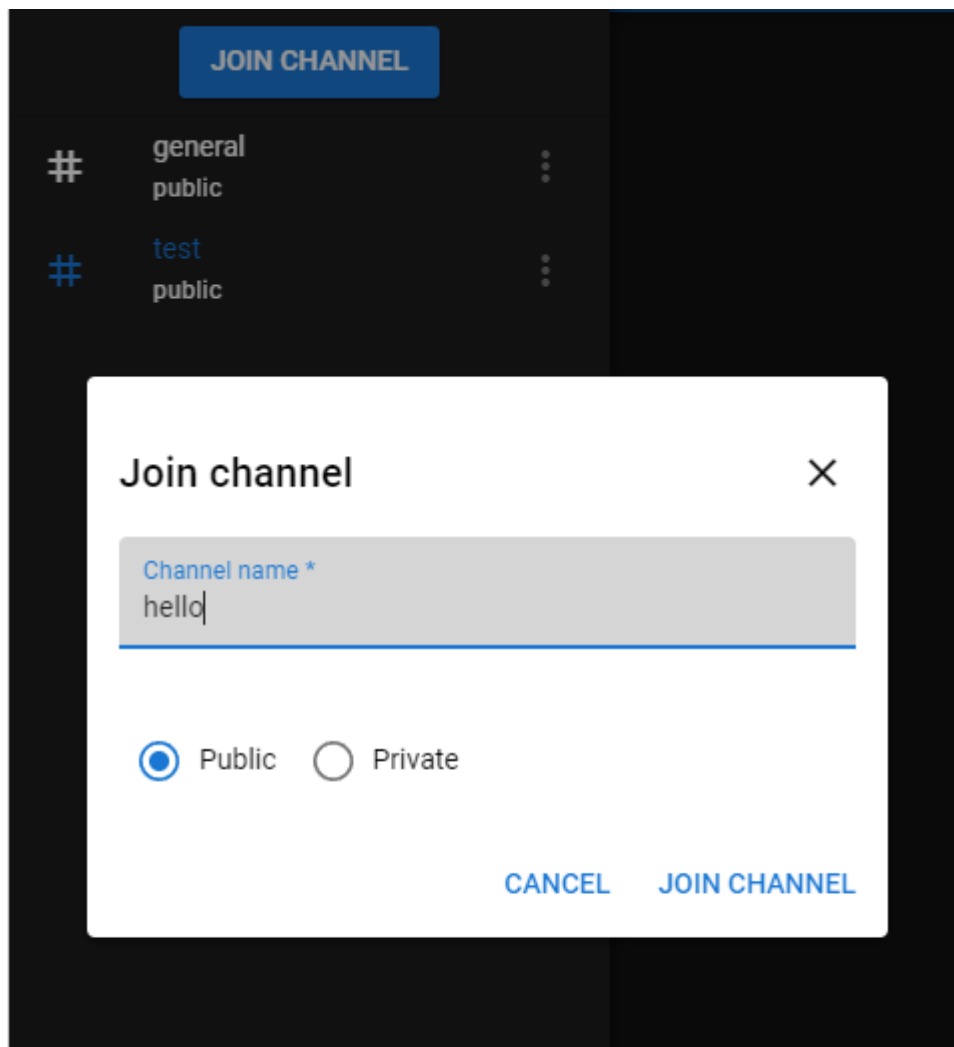 JOIN CHANNEL
general
public
test
public
Join channel
Channel name *
hello
Public Private
CANCEL JOIN CHANNEL